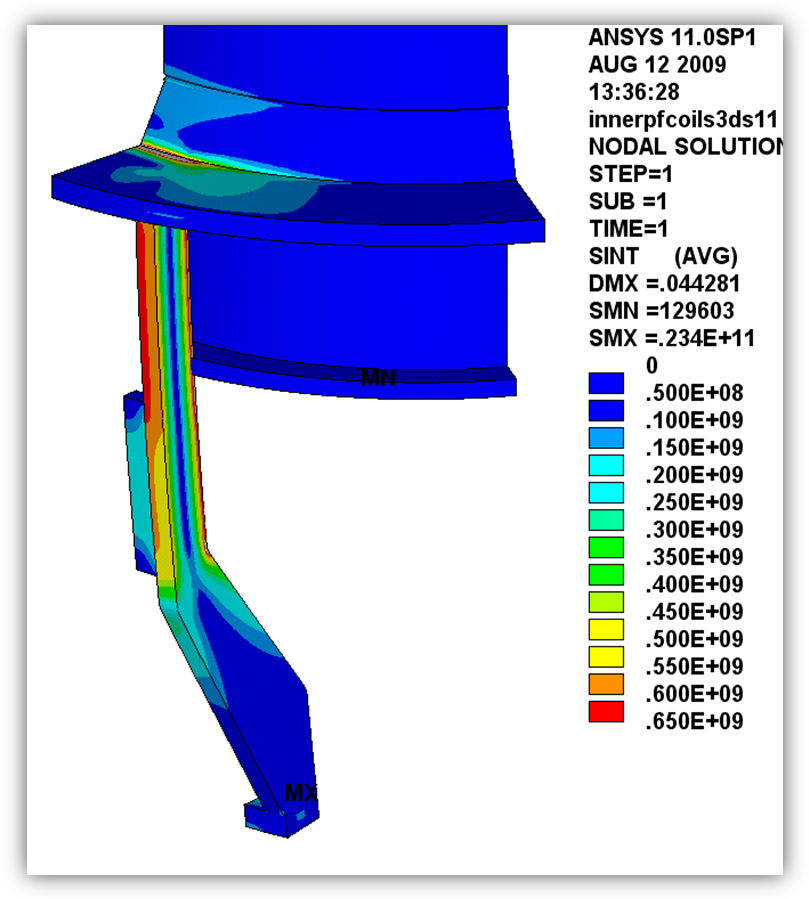 ANSYS 11.0SP1
AUG 12 2009
13:36:28
innerpfcoils3ds11
NODAL SOLUTION
STEP=1
SUB =1
TIME=1
SINT (AVG)
DMX =.044281
SMN =129603
SMX =.234E+11
0
.500E+08
.100E+09
.150E+09
.200E+09
.250E+09
.300E+09
.350E+09
.400E+09
.450E+09
.500E+09
.550E+09
.600E+09
.650E+09
MN
MX